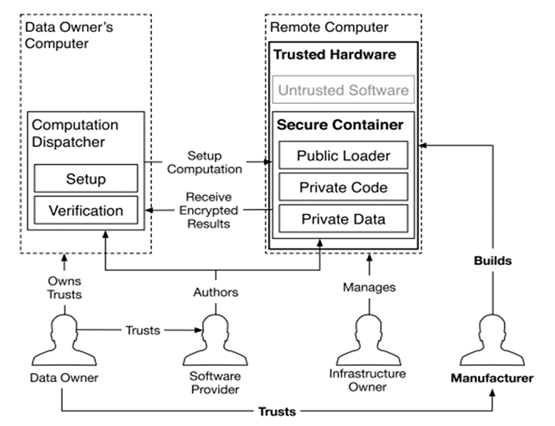 Data Owner's
Computer
Remote Computer
Trusted Hardware
Untrusted Software
Computation
Dispatcher
Setup
Verification
Setup
Computation
Receive
Encrypted
Results
Secure Container
Public Loader
Private Code
Private Data
Owns
Trusts
Authors
Manages
Builds
Trusts
Data Owner
Software
Provider
Infrastructure
Owner
Manufacturer
Trusts